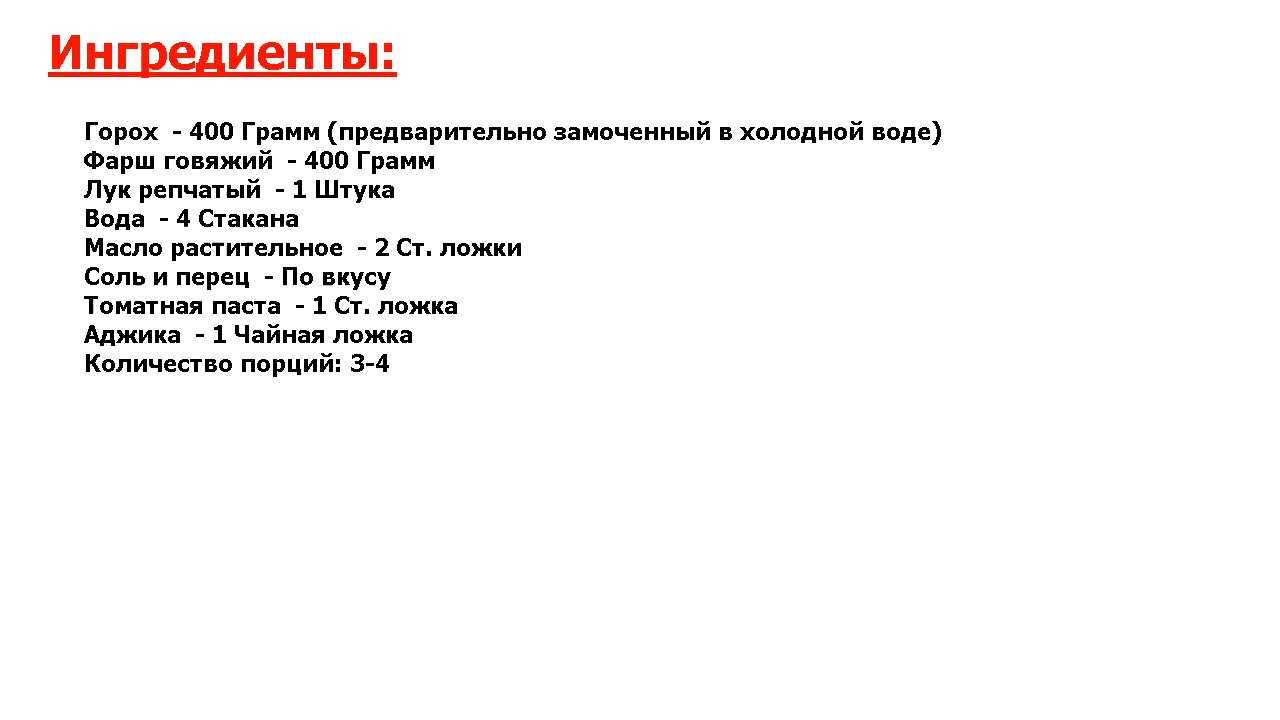 Ингредиенты:
Горох  - 400 Грамм (предварительно замоченный в холодной воде)
Фарш говяжий  - 400 Грамм
Лук репчатый  - 1 Штука
Вода  - 4 Стакана
Масло растительное  - 2 Ст. ложки
Соль и перец  - По вкусу
Томатная паста  - 1 Ст. ложка
Аджика  - 1 Чайная ложка
Количество порций: 3-4